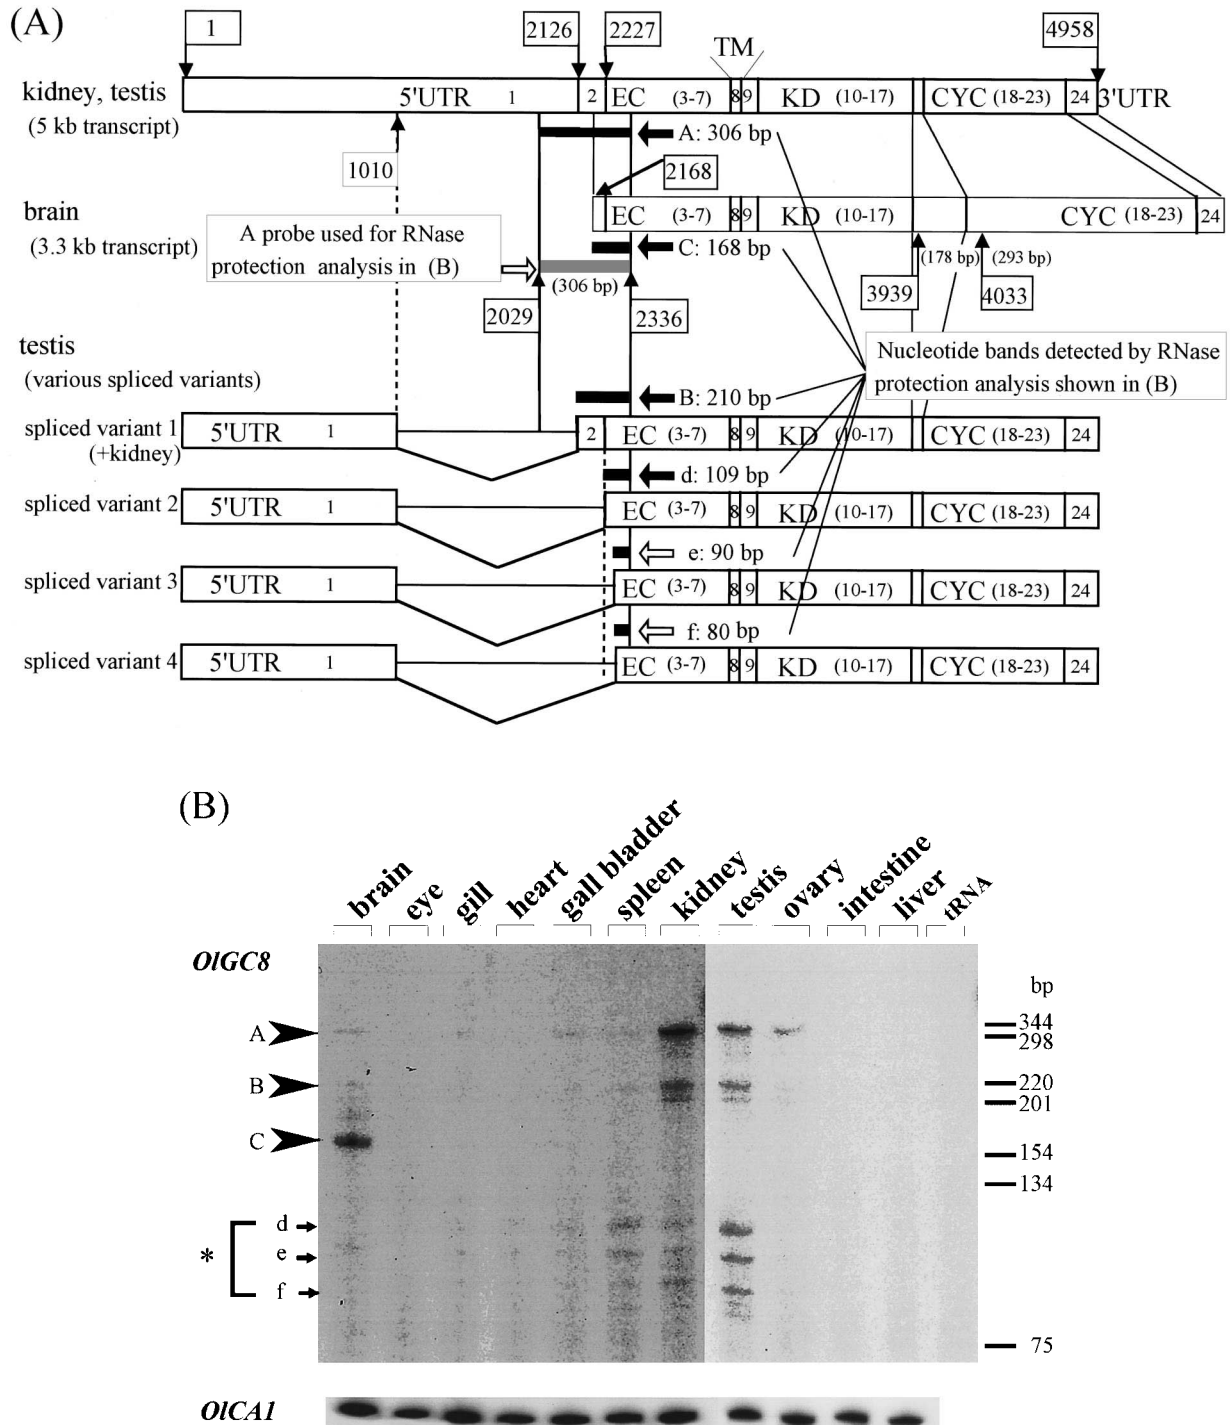 (A)
1 2126 2227 TM 4958
kidney, testis 5'UTR 1 2 EC (3-7) 8 9 KD (10-17) CYC (18-23) 24 3'UTR
(5 kb transcript)
A: 306 bp
1010
2168
brain EC (3-7) 8 9 KD (10-17) CYC (18-23) 24
(3.3 kb transcript)
A probe used for RNase
protection analysis in (B)
C: 168 bp
(178 bp) (293 bp)
(306 bp)
3939 4033
2029 2336
testis
(various spliced variants)
Nucleotide bands detected by RNase
protection analysis shown in (B)
B: 210 bp
spliced variant 1 5'UTR 1 2 EC (3-7) 8 9 KD (10-17) CYC (18-23) 24
(+kidney)
d: 109 bp
spliced variant 2 5'UTR 1 EC (3-7) 8 9 KD (10-17) CYC (18-23) 24
e: 90 bp
spliced variant 3 5'UTR 1 EC (3-7) 8 9 KD (10-17) CYC (18-23) 24
f: 80 bp
spliced variant 4 5'UTR 1 EC (3-7) 8 9 KD (10-17) CYC (18-23) 24
(B)
brain eye gill heart gall bladder spleen kidney testis ovary intestine liver tRNA
OlGC8
bp
A 344
298
B 220
201
C
154
134
d
* e
f
75
OlCA1